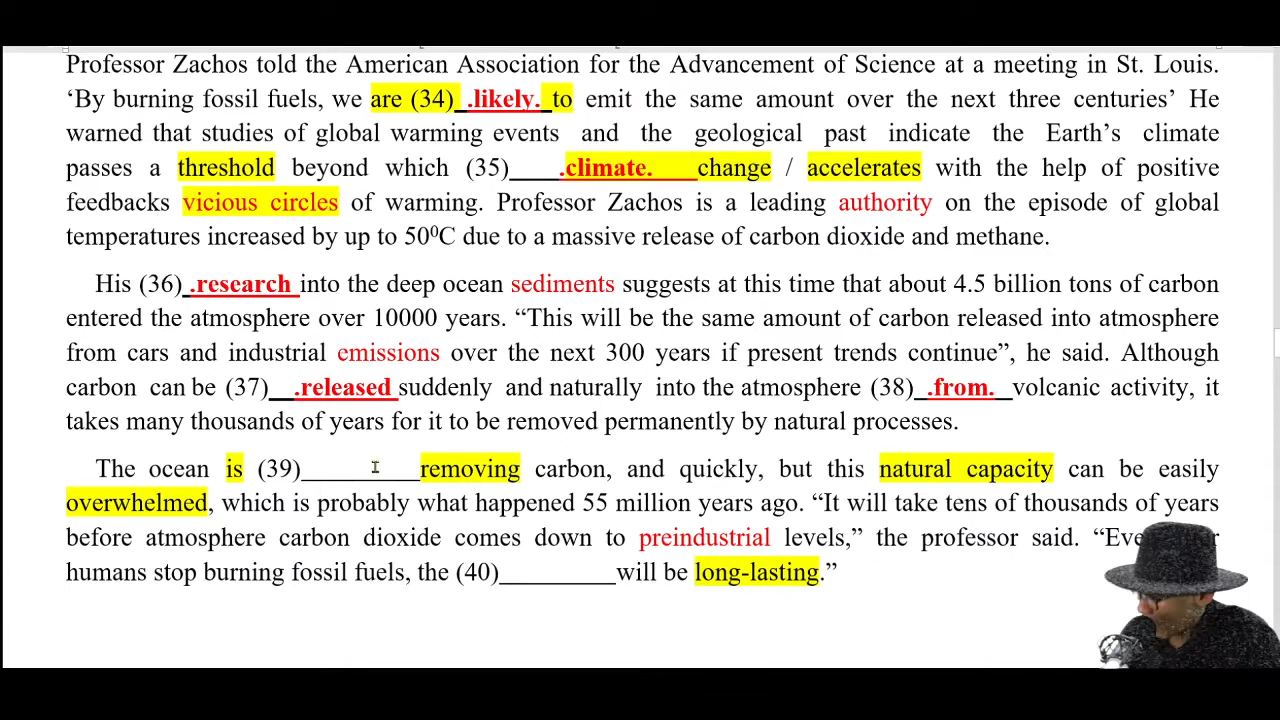 Professor Zachos told the American Association for the Advancement of Science at a meeting in St. Louis.
‘By burning fossil fuels, we are (34)_.likely._ to emit the same amount over the next three centuries’ He
warned that studies of global warming events and the geological past indicate the Earth’s climate
passes a threshold beyond which (35)____.climate.___ change / accelerates with the help of positive
feedbacks vicious circles of warming. Professor Zachos is a leading authority on the episode of global
temperatures increased by up to 50⁰C due to a massive release of carbon dioxide and methane.
His (36)_.research_ into the deep ocean sediments suggests at this time that about 4.5 billion tons of carbon
entered the atmosphere over 10000 years. “This will be the same amount of carbon released into atmosphere
from cars and industrial emissions over the next 300 years if present trends continue”, he said. Although
carbon can be (37)__.released_suddenly and naturally into the atmosphere (38)_.from._ volcanic activity, it
takes many thousands of years for it to be removed permanently by natural processes.
The ocean is (39)_________removing carbon, and quickly, but this natural capacity can be easily
overwhelmed, which is probably what happened 55 million years ago. “It will take tens of thousands of years
before atmosphere carbon dioxide comes down to preindustrial levels,” the professor said.
humans stop burning fossil fuels, the (40)_________will be long-lasting.”